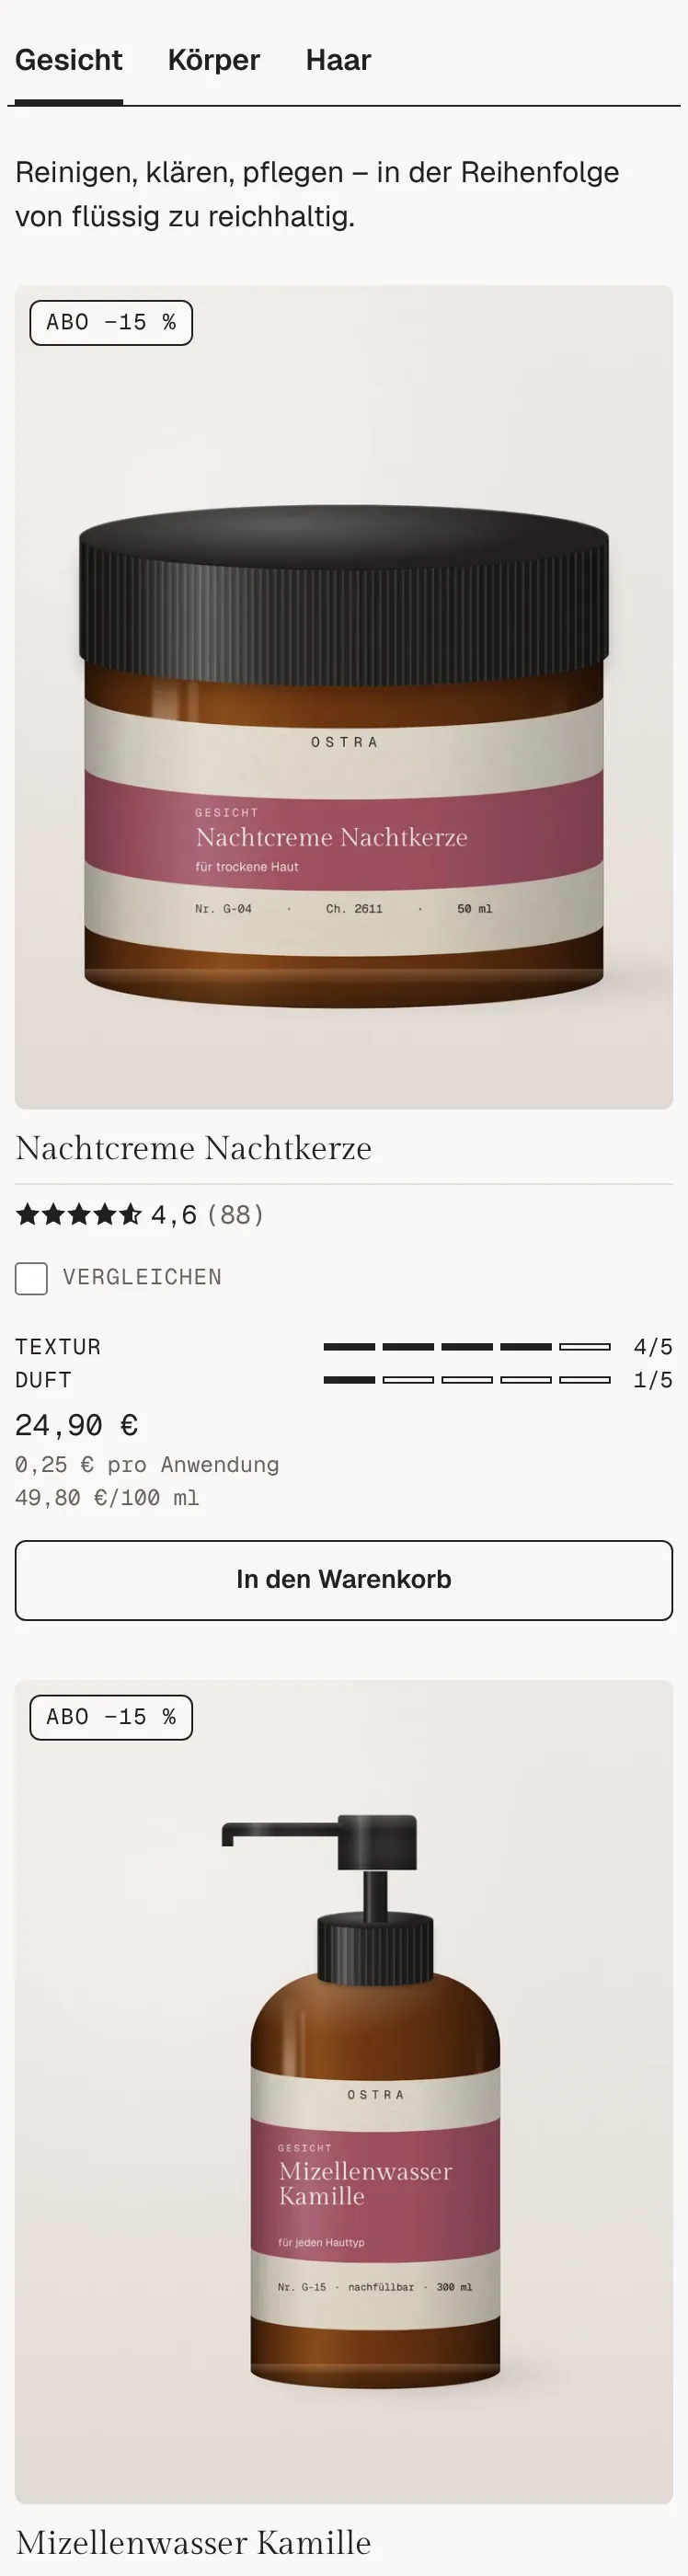 Gesicht Körper Haar
Reinigen, klären, pflegen – in der Reihenfolge
von flüssig zu reichhaltig.
ABO −15 %
OSTRA
GESICHT
Nachtcreme Nachtkerze
für trockene Haut
Nr. G-04 · Ch. 2611 · 50 ml
Nachtcreme Nachtkerze
4,6 (88)
VERGLEICHEN
TEXTUR 4/5
DUFT 1/5
24,90 €
0,25 € pro Anwendung
49,80 €/100 ml
In den Warenkorb
ABO −15 %
OSTRA
GESICHT
Mizellenwasser
Kamille
für jeden Hauttyp
Nr. G-15 · nachfüllbar · 300 ml
Mizellenwasser Kamille